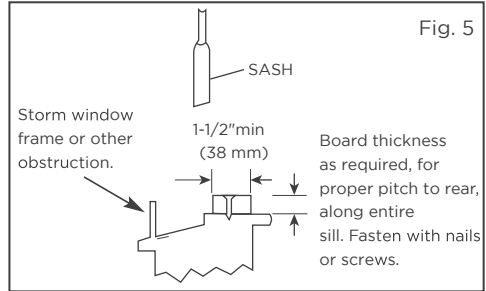 Fig. 5
SASH
Storm window
frame or other
obstruction.
1-1/2"min
(38 mm)
Board thickness
as required, for
proper pitch to rear,
along entire
sill. Fasten with nails
or screws.